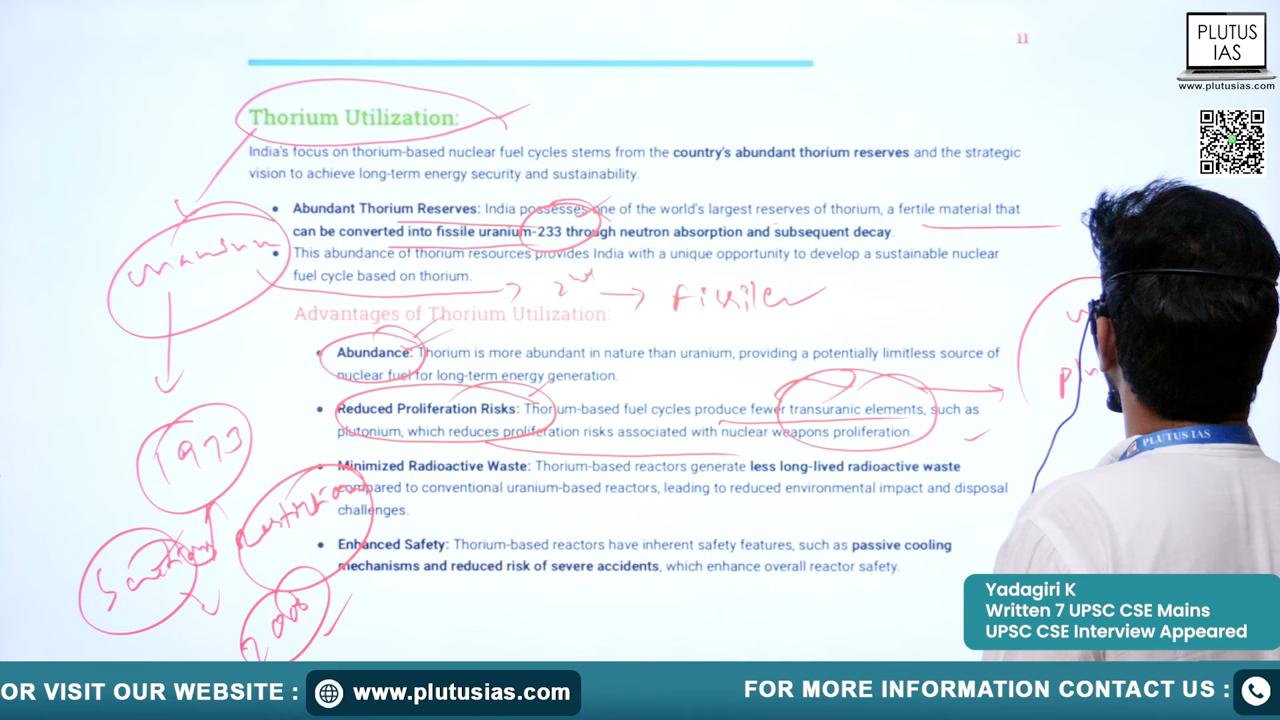 11
PLUTUS
IAS
www.plutusias.com
Thorium Utilization:
India's focus on thorium-based nuclear fuel cycles stems from the country's abundant thorium reserves and the strategic
vision to achieve long-term energy security and sustainability.
• Abundant Thorium Reserves: India possesses one of the world's largest reserves of thorium, a fertile material that
can be converted into fissile uranium-233 through neutron absorption and subsequent decay.
• This abundance of thorium resources provides India with a unique opportunity to develop a sustainable nuclear
fuel cycle based on thorium.
2nd
Advantages of Thorium Utilization:
• Abundance: Thorium is more abundant in nature than uranium, providing a potentially limitless source of
nuclear fuel for long-term energy generation.
• Reduced Proliferation Risks: Thorium-based fuel cycles produce fewer transuranic elements, such as
plutonium, which reduces proliferation risks associated with nuclear weapons proliferation.
• Minimized Radioactive Waste: Thorium-based reactors generate less long-lived radioactive waste
compared to conventional uranium-based reactors, leading to reduced environmental impact and disposal
challenges.
• Enhanced Safety: Thorium-based reactors have inherent safety features, such as passive cooling
mechanisms and reduced risk of severe accidents, which enhance overall reactor safety.
1973
PLUTUS IAS
Yadagiri K
Written 7 UPSC CSE Mains
UPSC CSE Interview Appeared
OR VISIT OUR WEBSITE :
www.plutusias.com
FOR MORE INFORMATION CONTACT US :